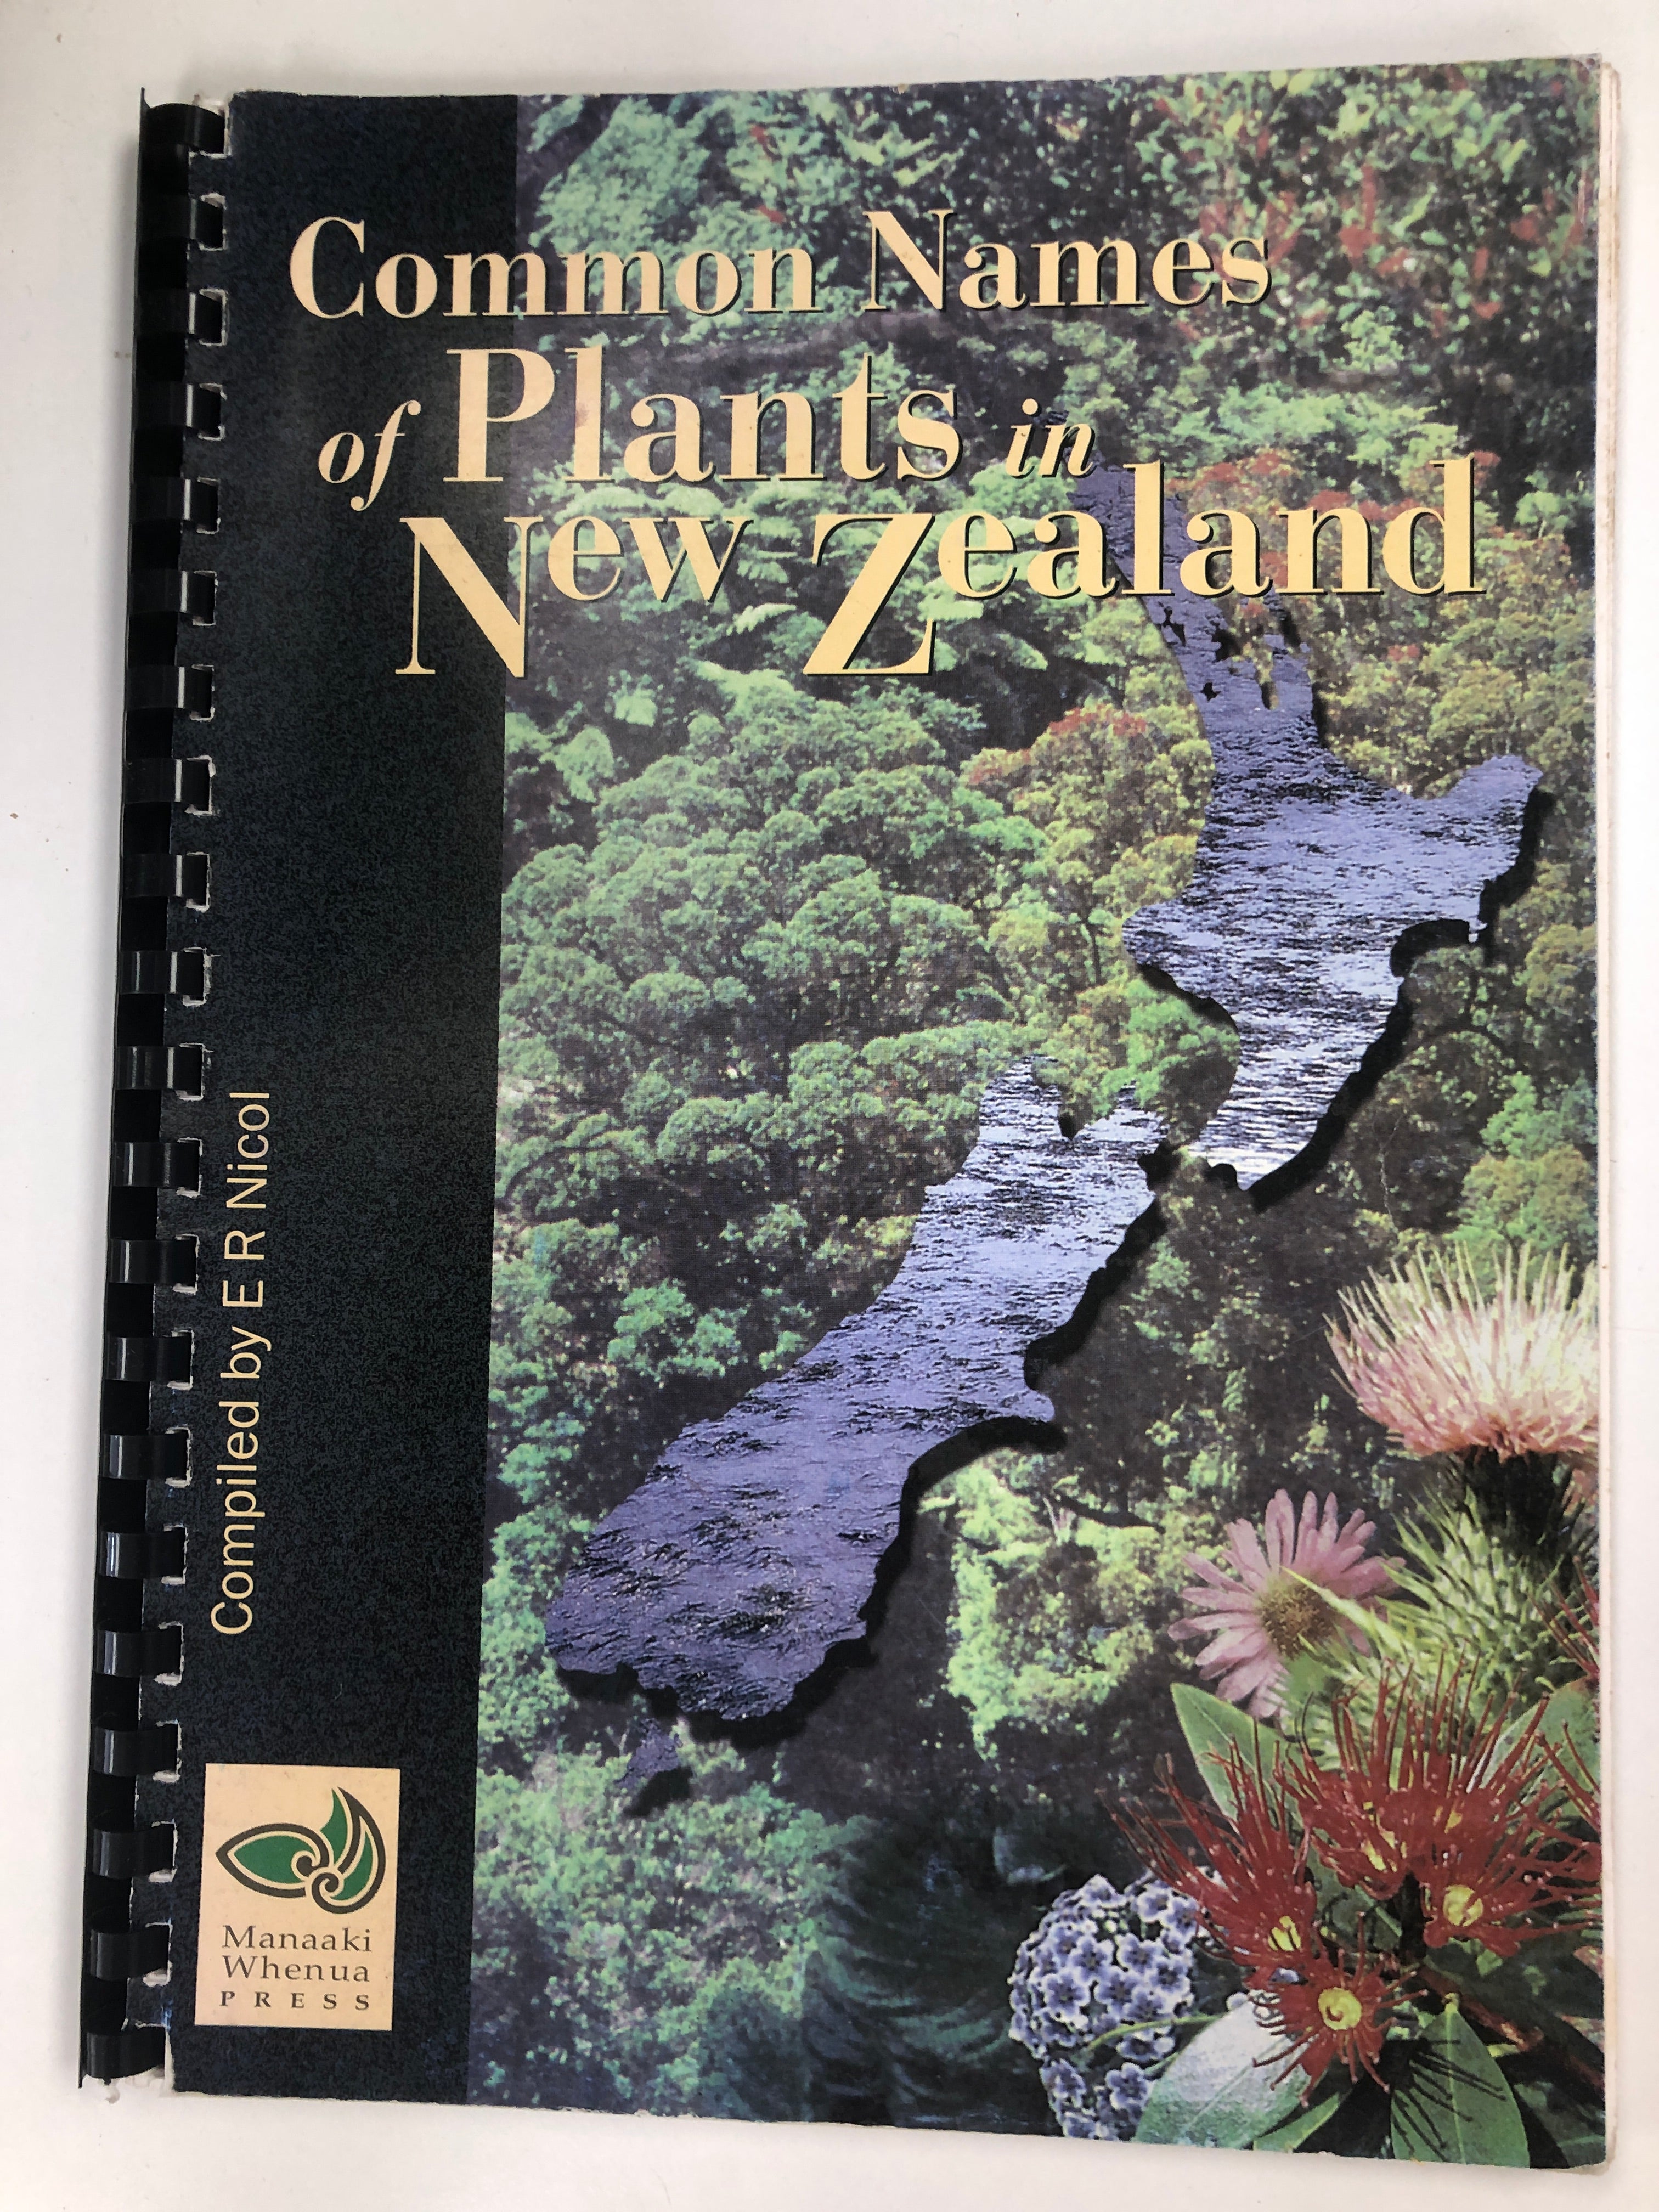 Common Names
of Plants in
New Zealand
Compiled by E R Nicol
Manaaki
Whenua
PRESS